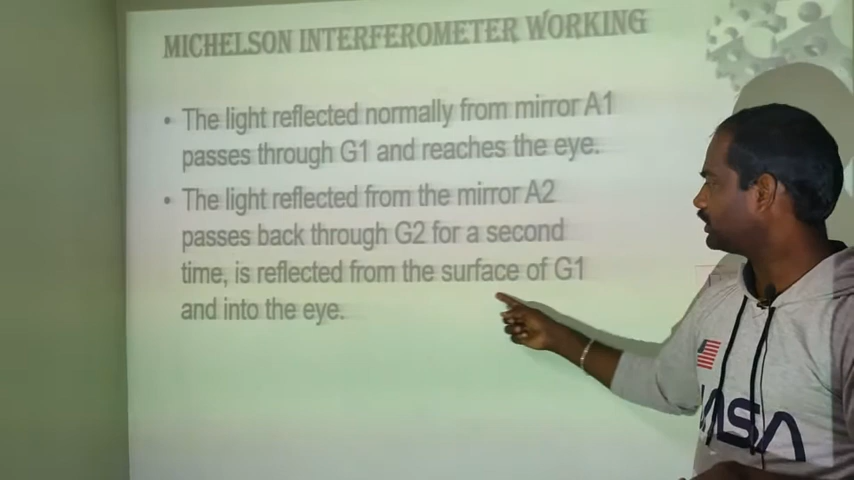 MICHELSON INTERFEROMETER WORKING
• The light reflected normally from mirror A1
passes through G1 and reaches the eye.
• The light reflected from the mirror A2
passes back through G2 for a second
time, is reflected from the surface of G1
and into the eye.
NASA